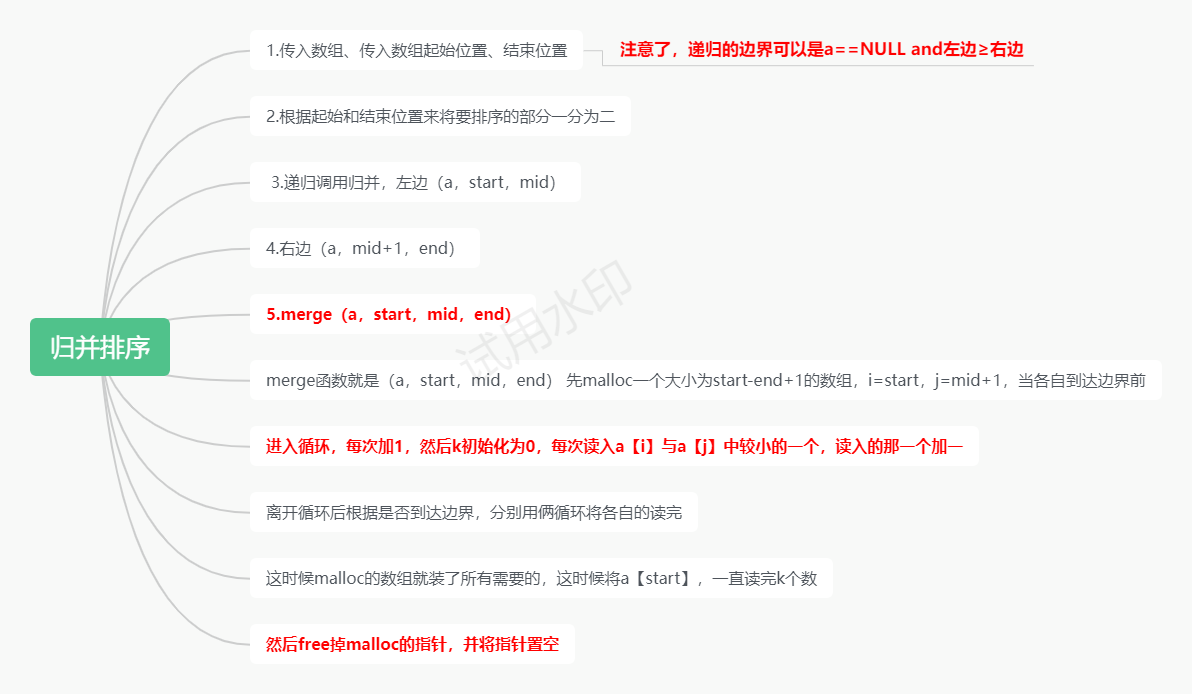 1.传入数组、传入数组起始位置、结束位置
注意了，递归的边界可以是a==NULL and左边≥右边
2.根据起始和结束位置来将要排序的部分一分为二
3.递归调用归并，左边（a，start，mid）
4.右边（a，mid+1，end）
5.merge（a，start，mid，end）
归并排序
merge函数就是（a，start，mid，end） 先malloc一个大小为start-end+1的数组，i=start，j=mid+1，当各自到达边界前
进入循环，每次加1，然后k初始化为0，每次读入a【i】与a【j】中较小的一个，读入的那一个加一
离开循环后根据是否到达边界，分别用俩循环将各自的读完
这时候malloc的数组就装了所有需要的，这时候将a【start】，一直读完k个数
然后free掉malloc的指针，并将指针置空
试用水印